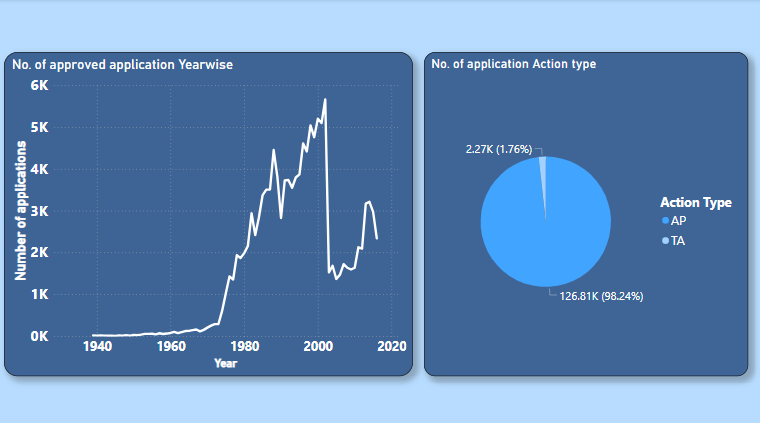 No. of approved application Yearwise
6K
5K
4K
3K
2K
1K
0K
Number of applications
1940 1960 1980 2000 2020
Year
No. of application Action type
2.27K (1.76%)
126.81K (98.24%)
Action Type
AP
TA